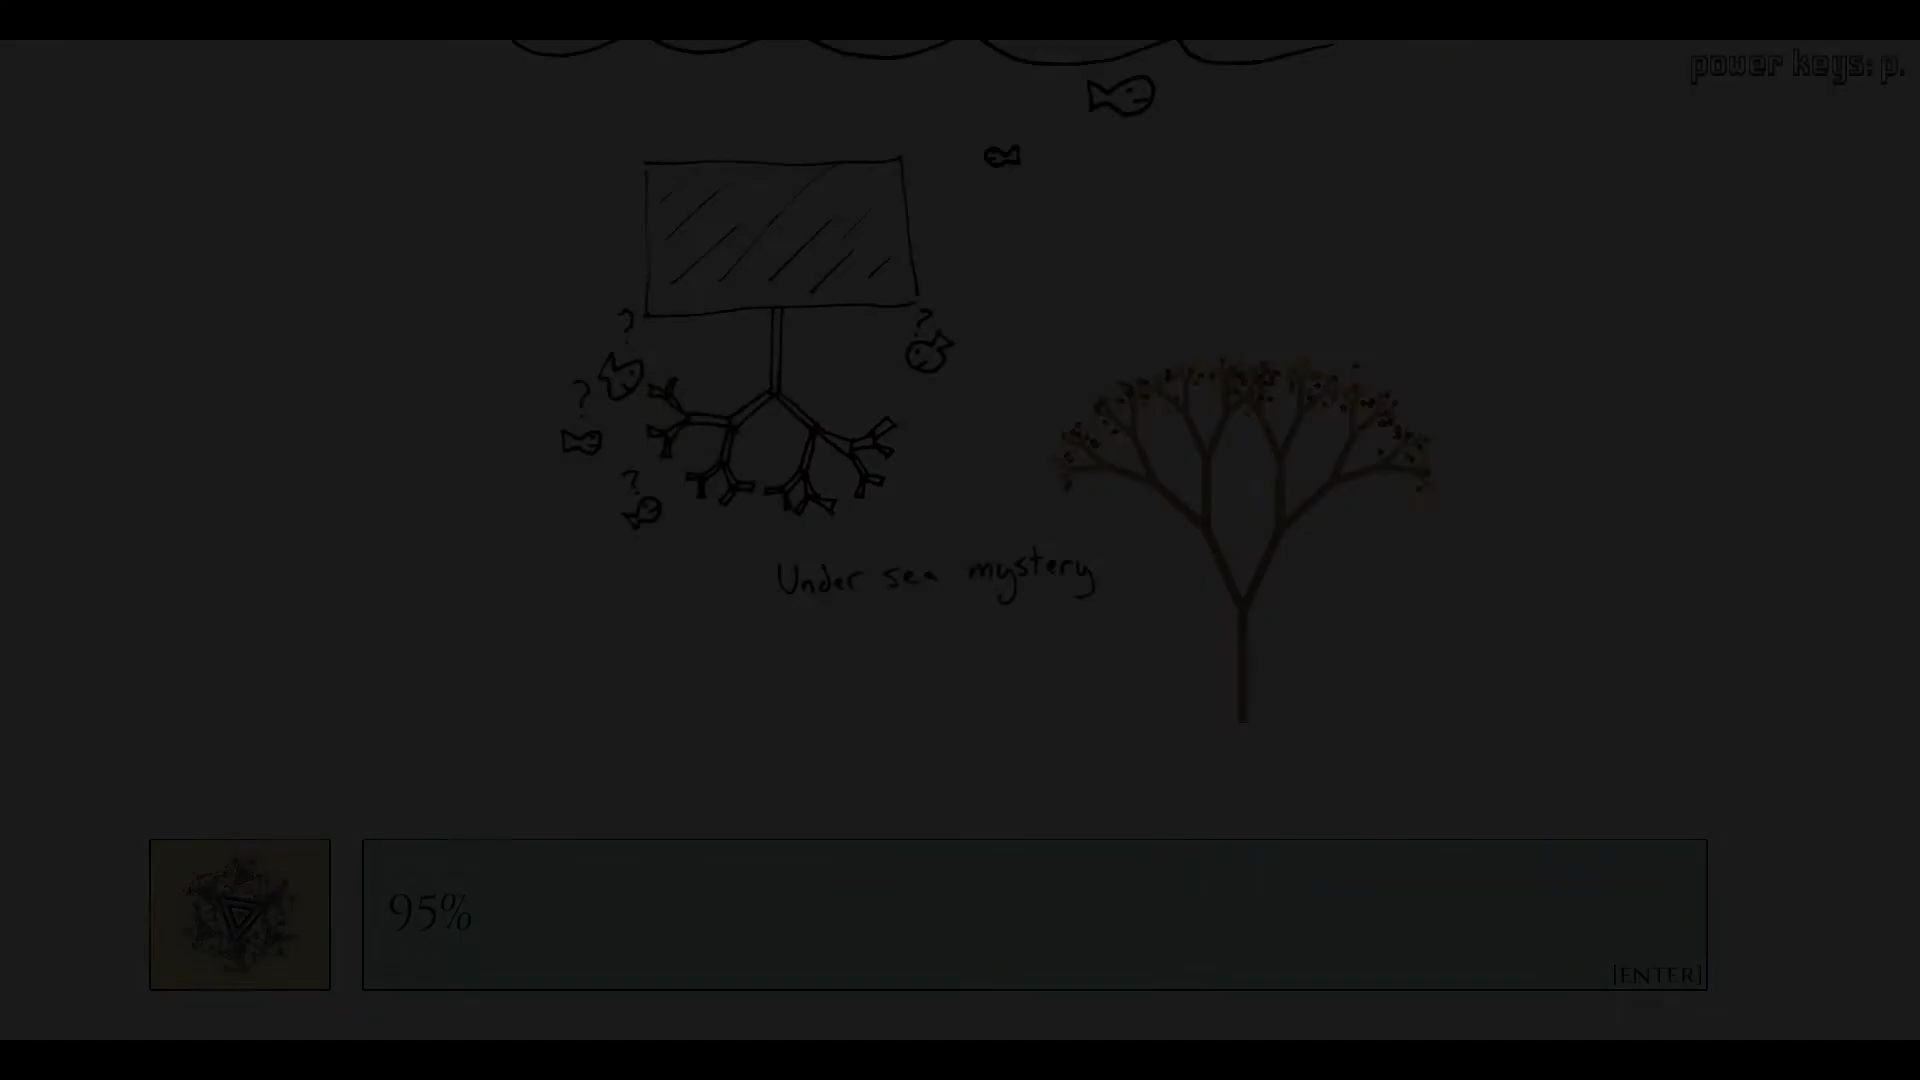 power keys: p.
?
?
?
?
Under sea mystery
95%
[ENTER]